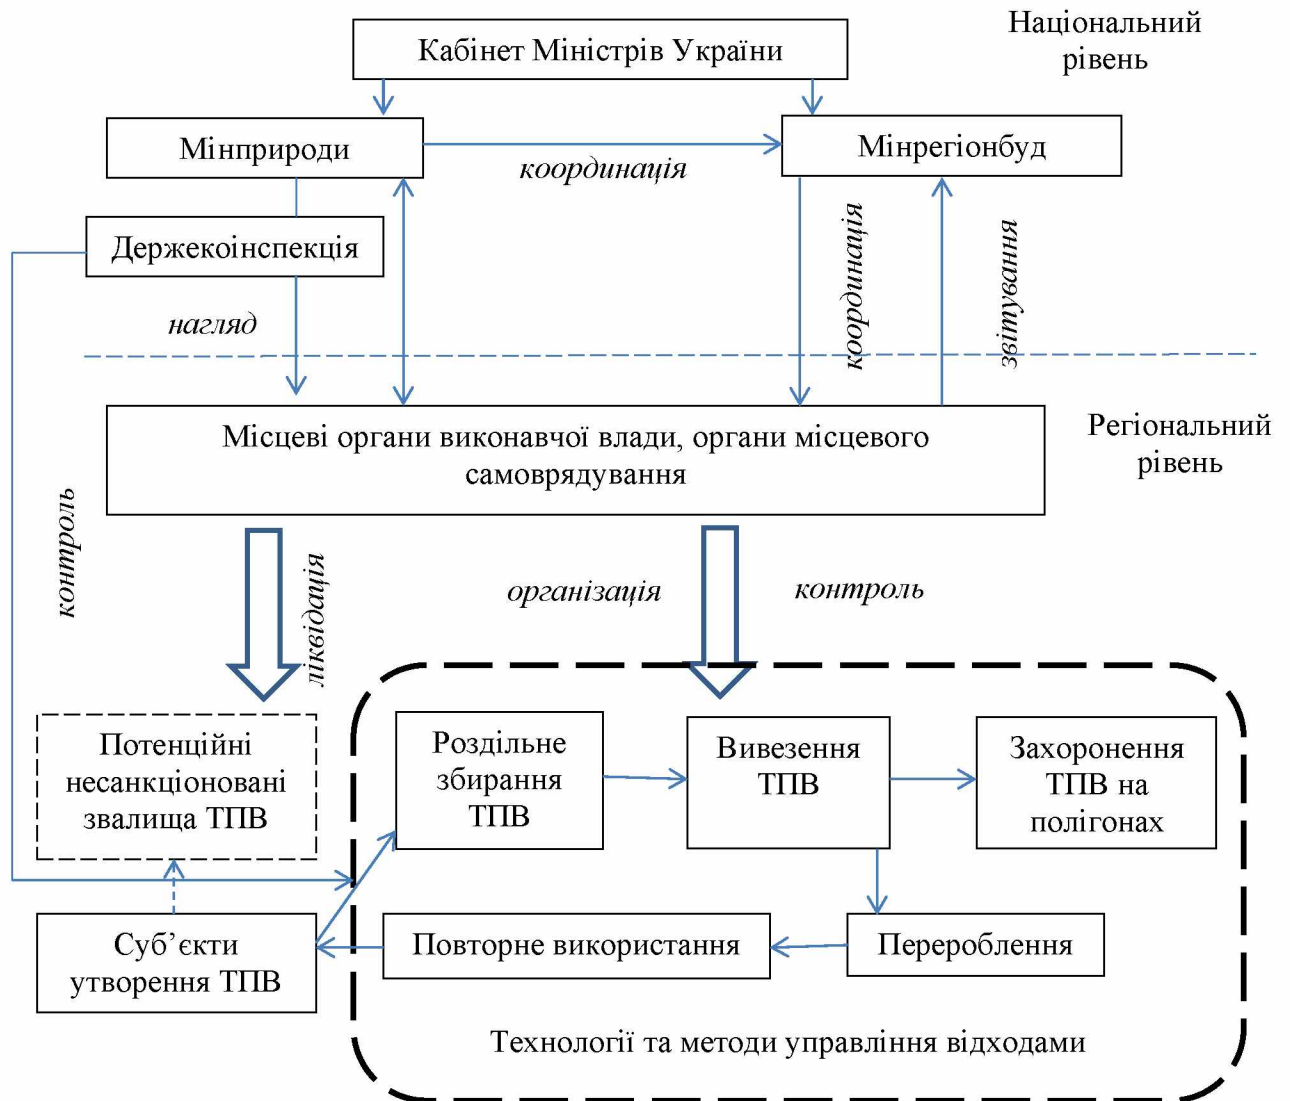 Національний
рівень
Кабінет Міністрів України
Мінприроди
Мінрегіонбуд
координація
Держекоінспекція
нагляд
координація
звітування
Місцеві органи виконавчої влади, органи місцевого
самоврядування
Регіональний
рівень
контроль
ліквідація
організація
контроль
Потенційні
несанкціоновані
звалища ТПВ
Роздільне
збирання
ТПВ
Вивезення
ТПВ
Захоронення
ТПВ на
полігонах
Суб’єкти
утворення ТПВ
Повторне використання
Перероблення
Технології та методи управління відходами